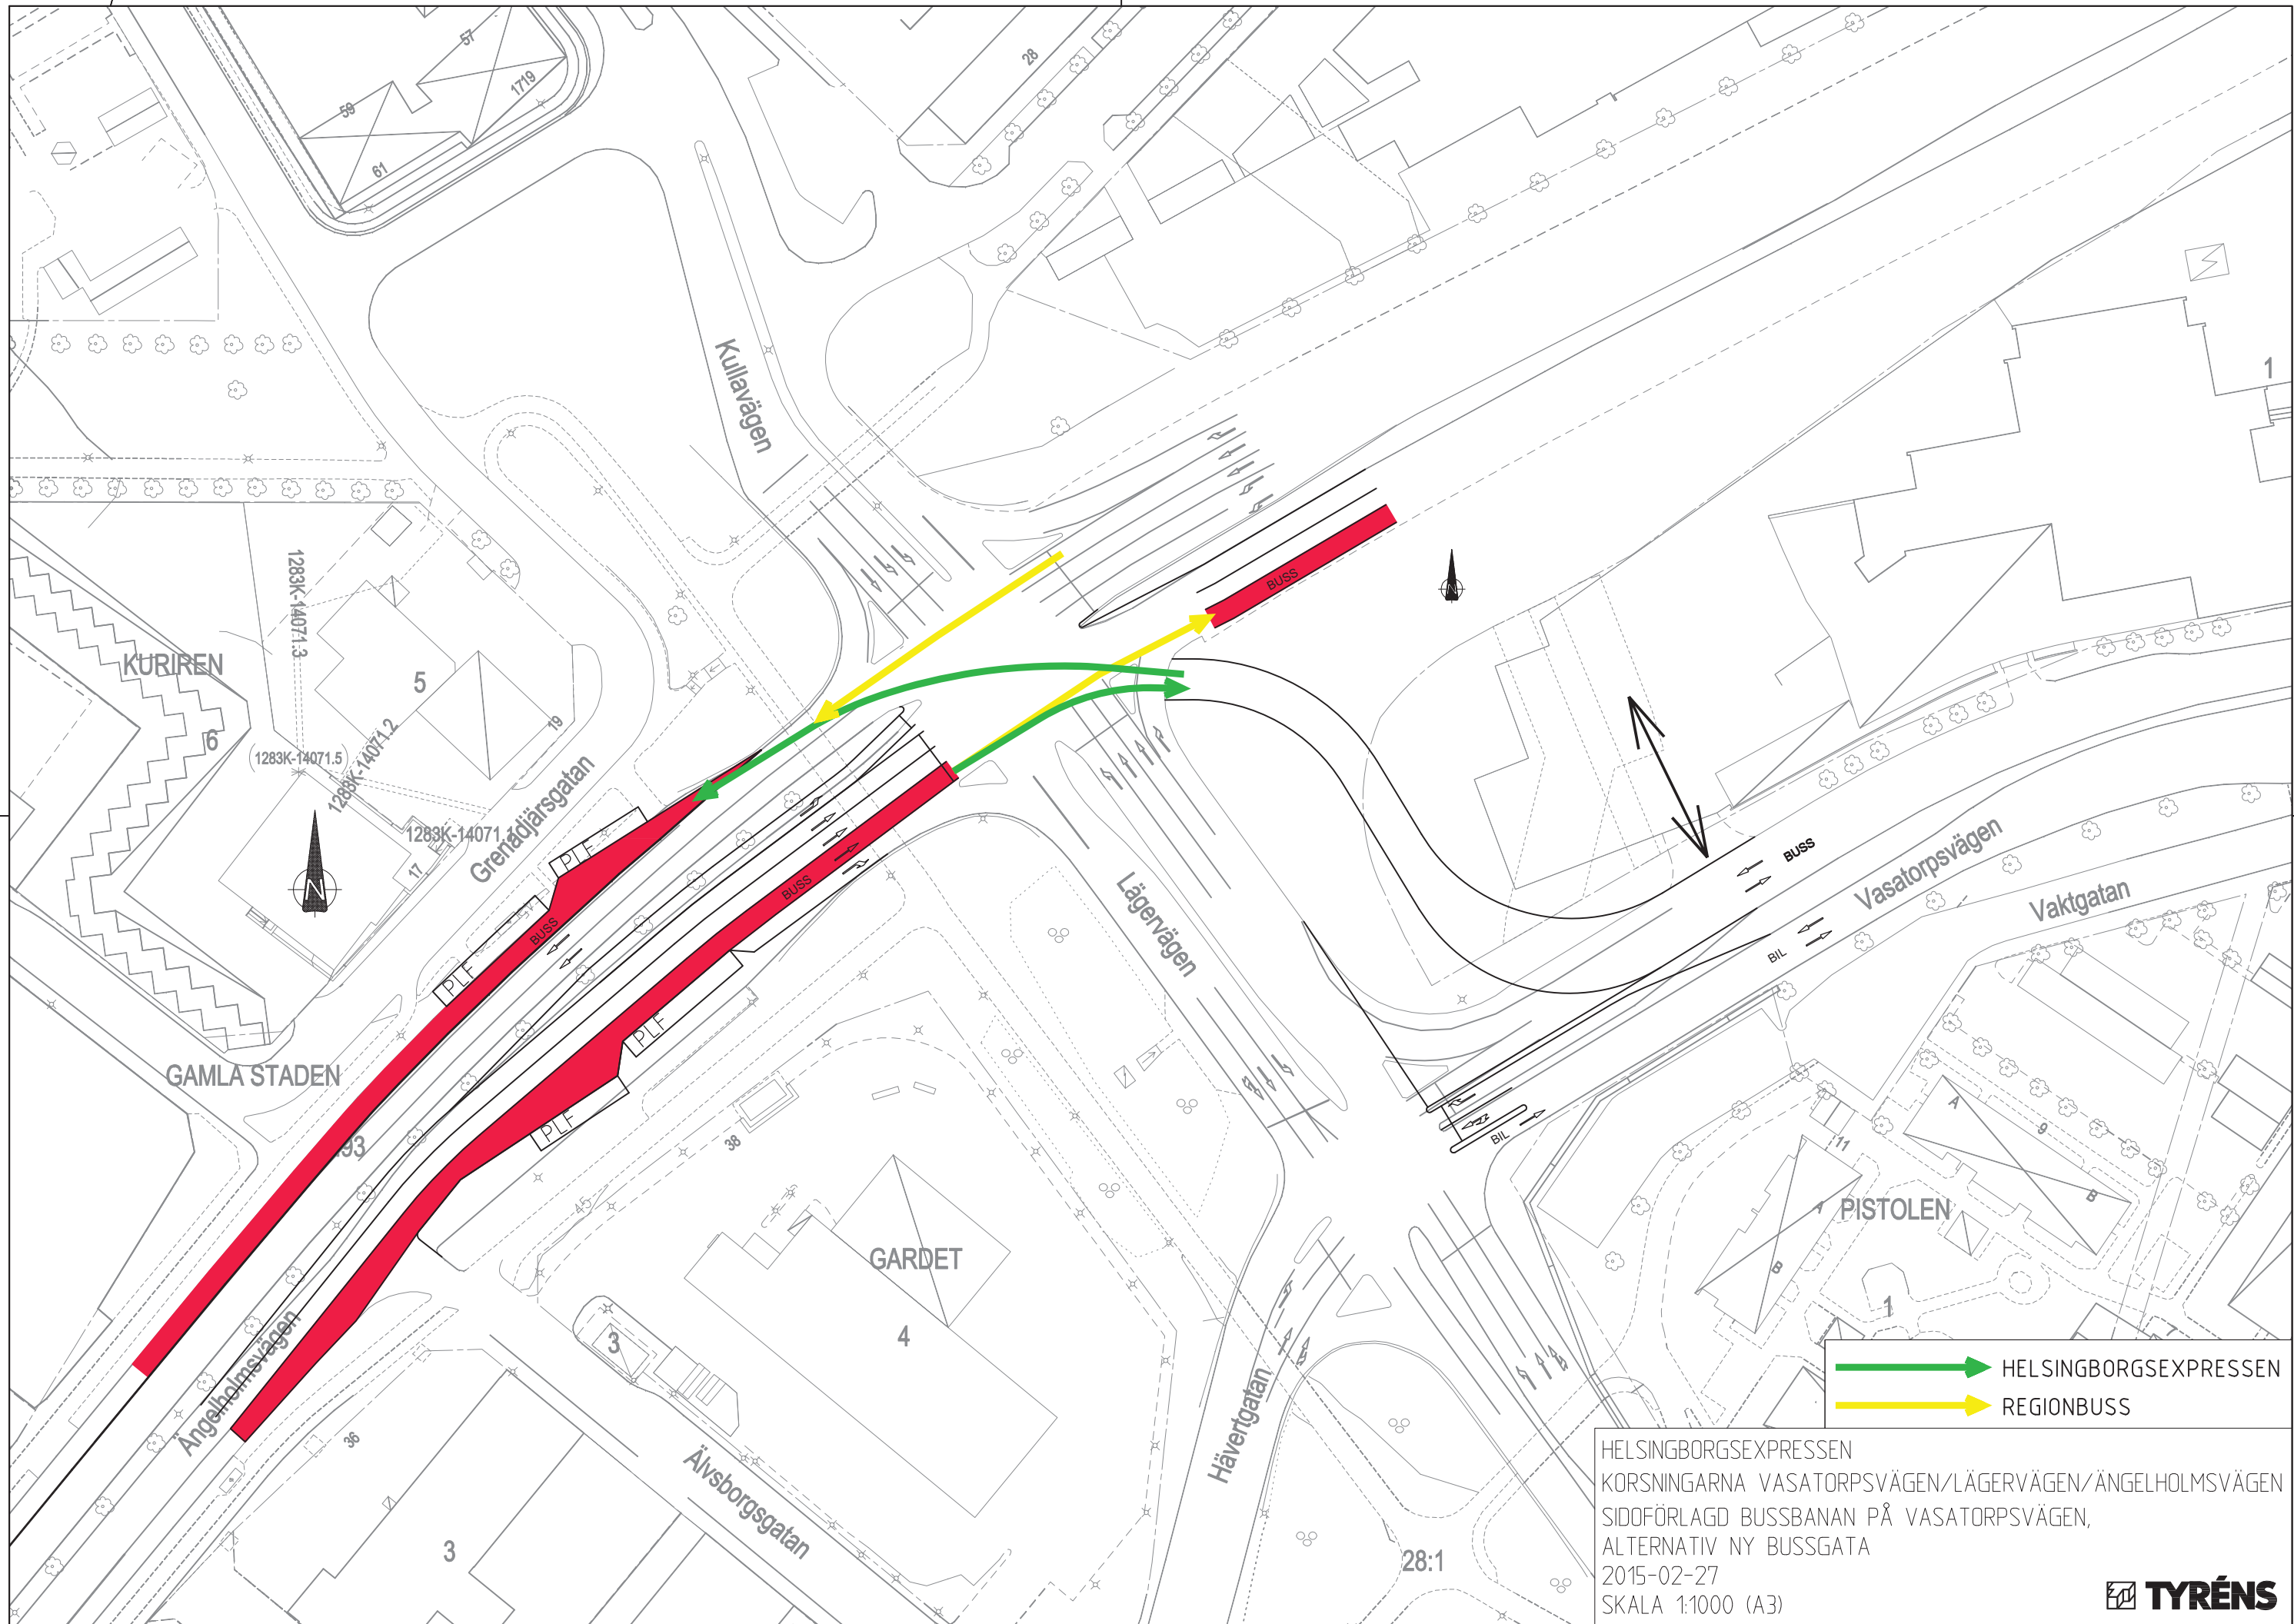 57
59
1719
61
28
Kullavägen
1
1283K-14071.3
KURIREN
5
6
19
1283K-14071.2
(1283K-14071.5)
1283K-14071.1
17
Grenadjärsgatan
N
N
BUSS
PLF
PLF
BUSS
BUSS
PLF
PLF
Lägervägen
BUSS
Vasatorpsvägen
BIL
Vaktgatan
BIL
GAMLA STADEN
93
38
45
GARDET
4
3
A
9
B
11
PISTOLEN
B
1
7
Ängelholmsvägen
36
Älvsborgsgatan
Hävertgatan
3
28:1
HELSINGBORGSEXPRESSEN
REGIONBUSS
HELSINGBORGSEXPRESSEN
KORSNINGARNA VASATORPSVÄGEN/LÄGERVÄGEN/ÄNGELHOLMSVÄGEN
SIDOFÖRLAGD BUSSBANAN PÅ VASATORPSVÄGEN,
ALTERNATIV NY BUSSGATA
2015-02-27
SKALA 1:1000 (A3)
TYRÉNS